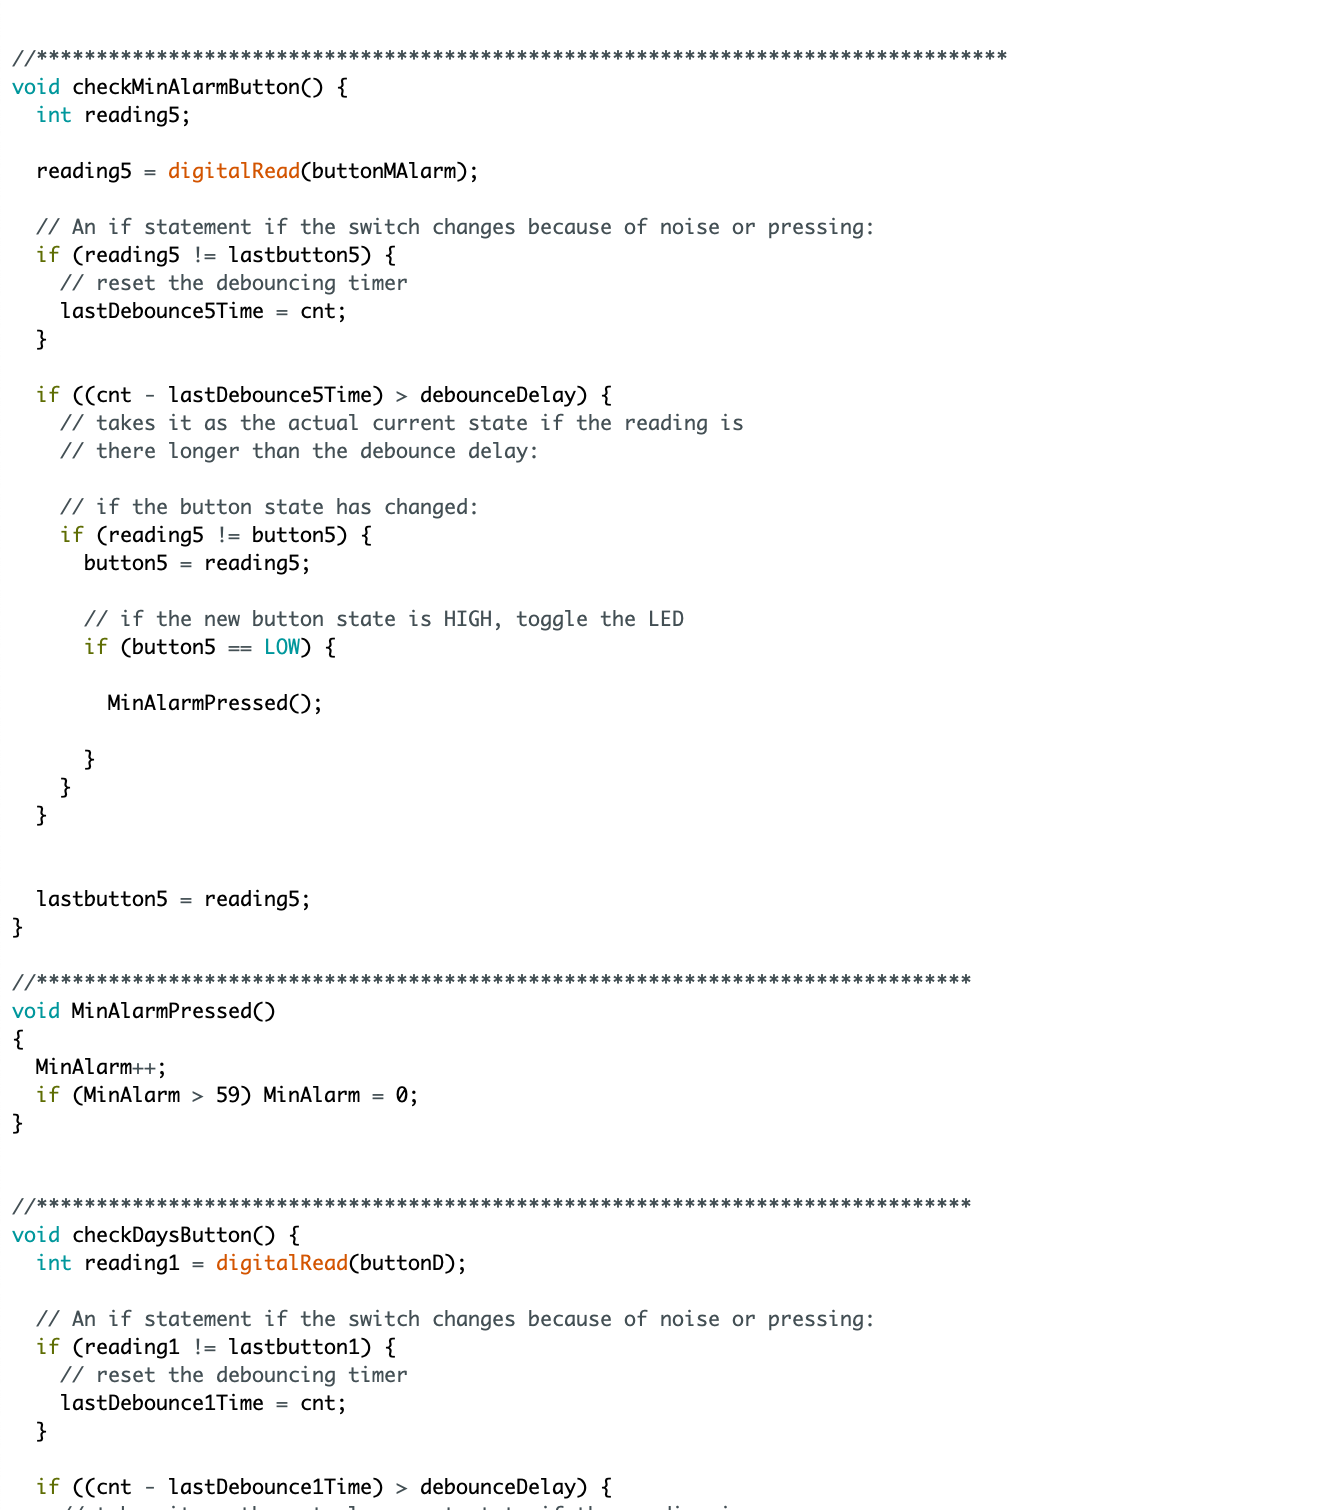 //*********************************************************************************
void checkMinAlarmButton() {
  int reading5;

  reading5 = digitalRead(buttonMAlarm);

  // An if statement if the switch changes because of noise or pressing:
  if (reading5 != lastbutton5) {
    // reset the debouncing timer
    lastDebounce5Time = cnt;
  }

  if ((cnt - lastDebounce5Time) > debounceDelay) {
    // takes it as the actual current state if the reading is
    // there longer than the debounce delay:

    // if the button state has changed:
    if (reading5 != button5) {
      button5 = reading5;

      // if the new button state is HIGH, toggle the LED
      if (button5 == LOW) {

        MinAlarmPressed();

      }
    }
  }


  lastbutton5 = reading5;
}

//******************************************************************************
void MinAlarmPressed()
{
  MinAlarm++;
  if (MinAlarm > 59) MinAlarm = 0;
}


//******************************************************************************
void checkDaysButton() {
  int reading1 = digitalRead(buttonD);

  // An if statement if the switch changes because of noise or pressing:
  if (reading1 != lastbutton1) {
    // reset the debouncing timer
    lastDebounce1Time = cnt;
  }

  if ((cnt - lastDebounce1Time) > debounceDelay) {